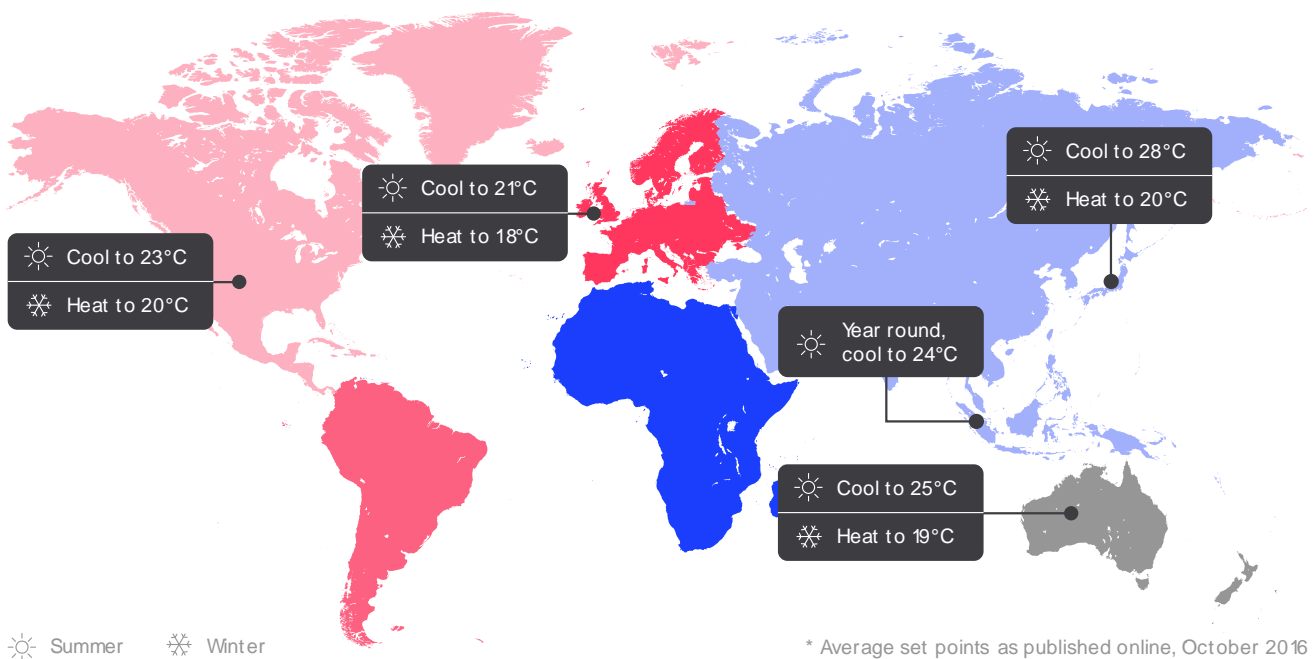 Cool to 28°C
Heat to 20°C
Cool to 21°C
Heat to 18°C
Cool to 23°C
Heat to 20°C
Year round,
cool to 24°C
Cool to 25°C
Heat to 19°C
Summer
Winter
* Average set points as published online, October 2016